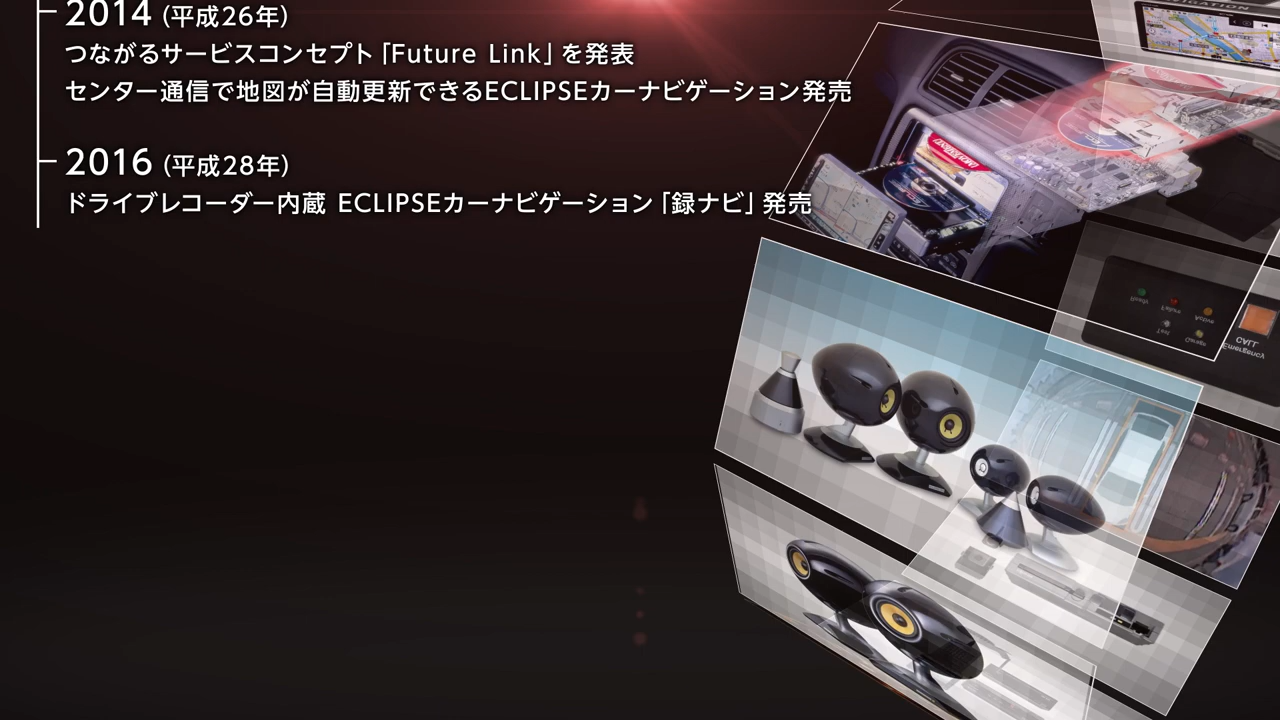 2014 (平成26年)
つながるサービスコンセプト「Future Link」を発表
センター通信で地図が自動更新できるECLIPSEカーナビゲーション発売
2016 (平成28年)
ドライブレコーダー内蔵 ECLIPSEカーナビゲーション「録ナビ」発売
CALL
Emergency